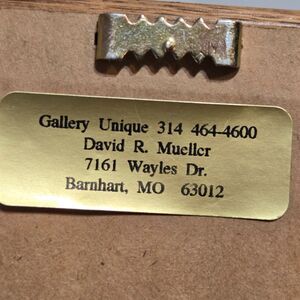 Gallery Unique 314 464-4600
David R. Mueller
7161 Wayles Dr.
Barnhart, MO 63012